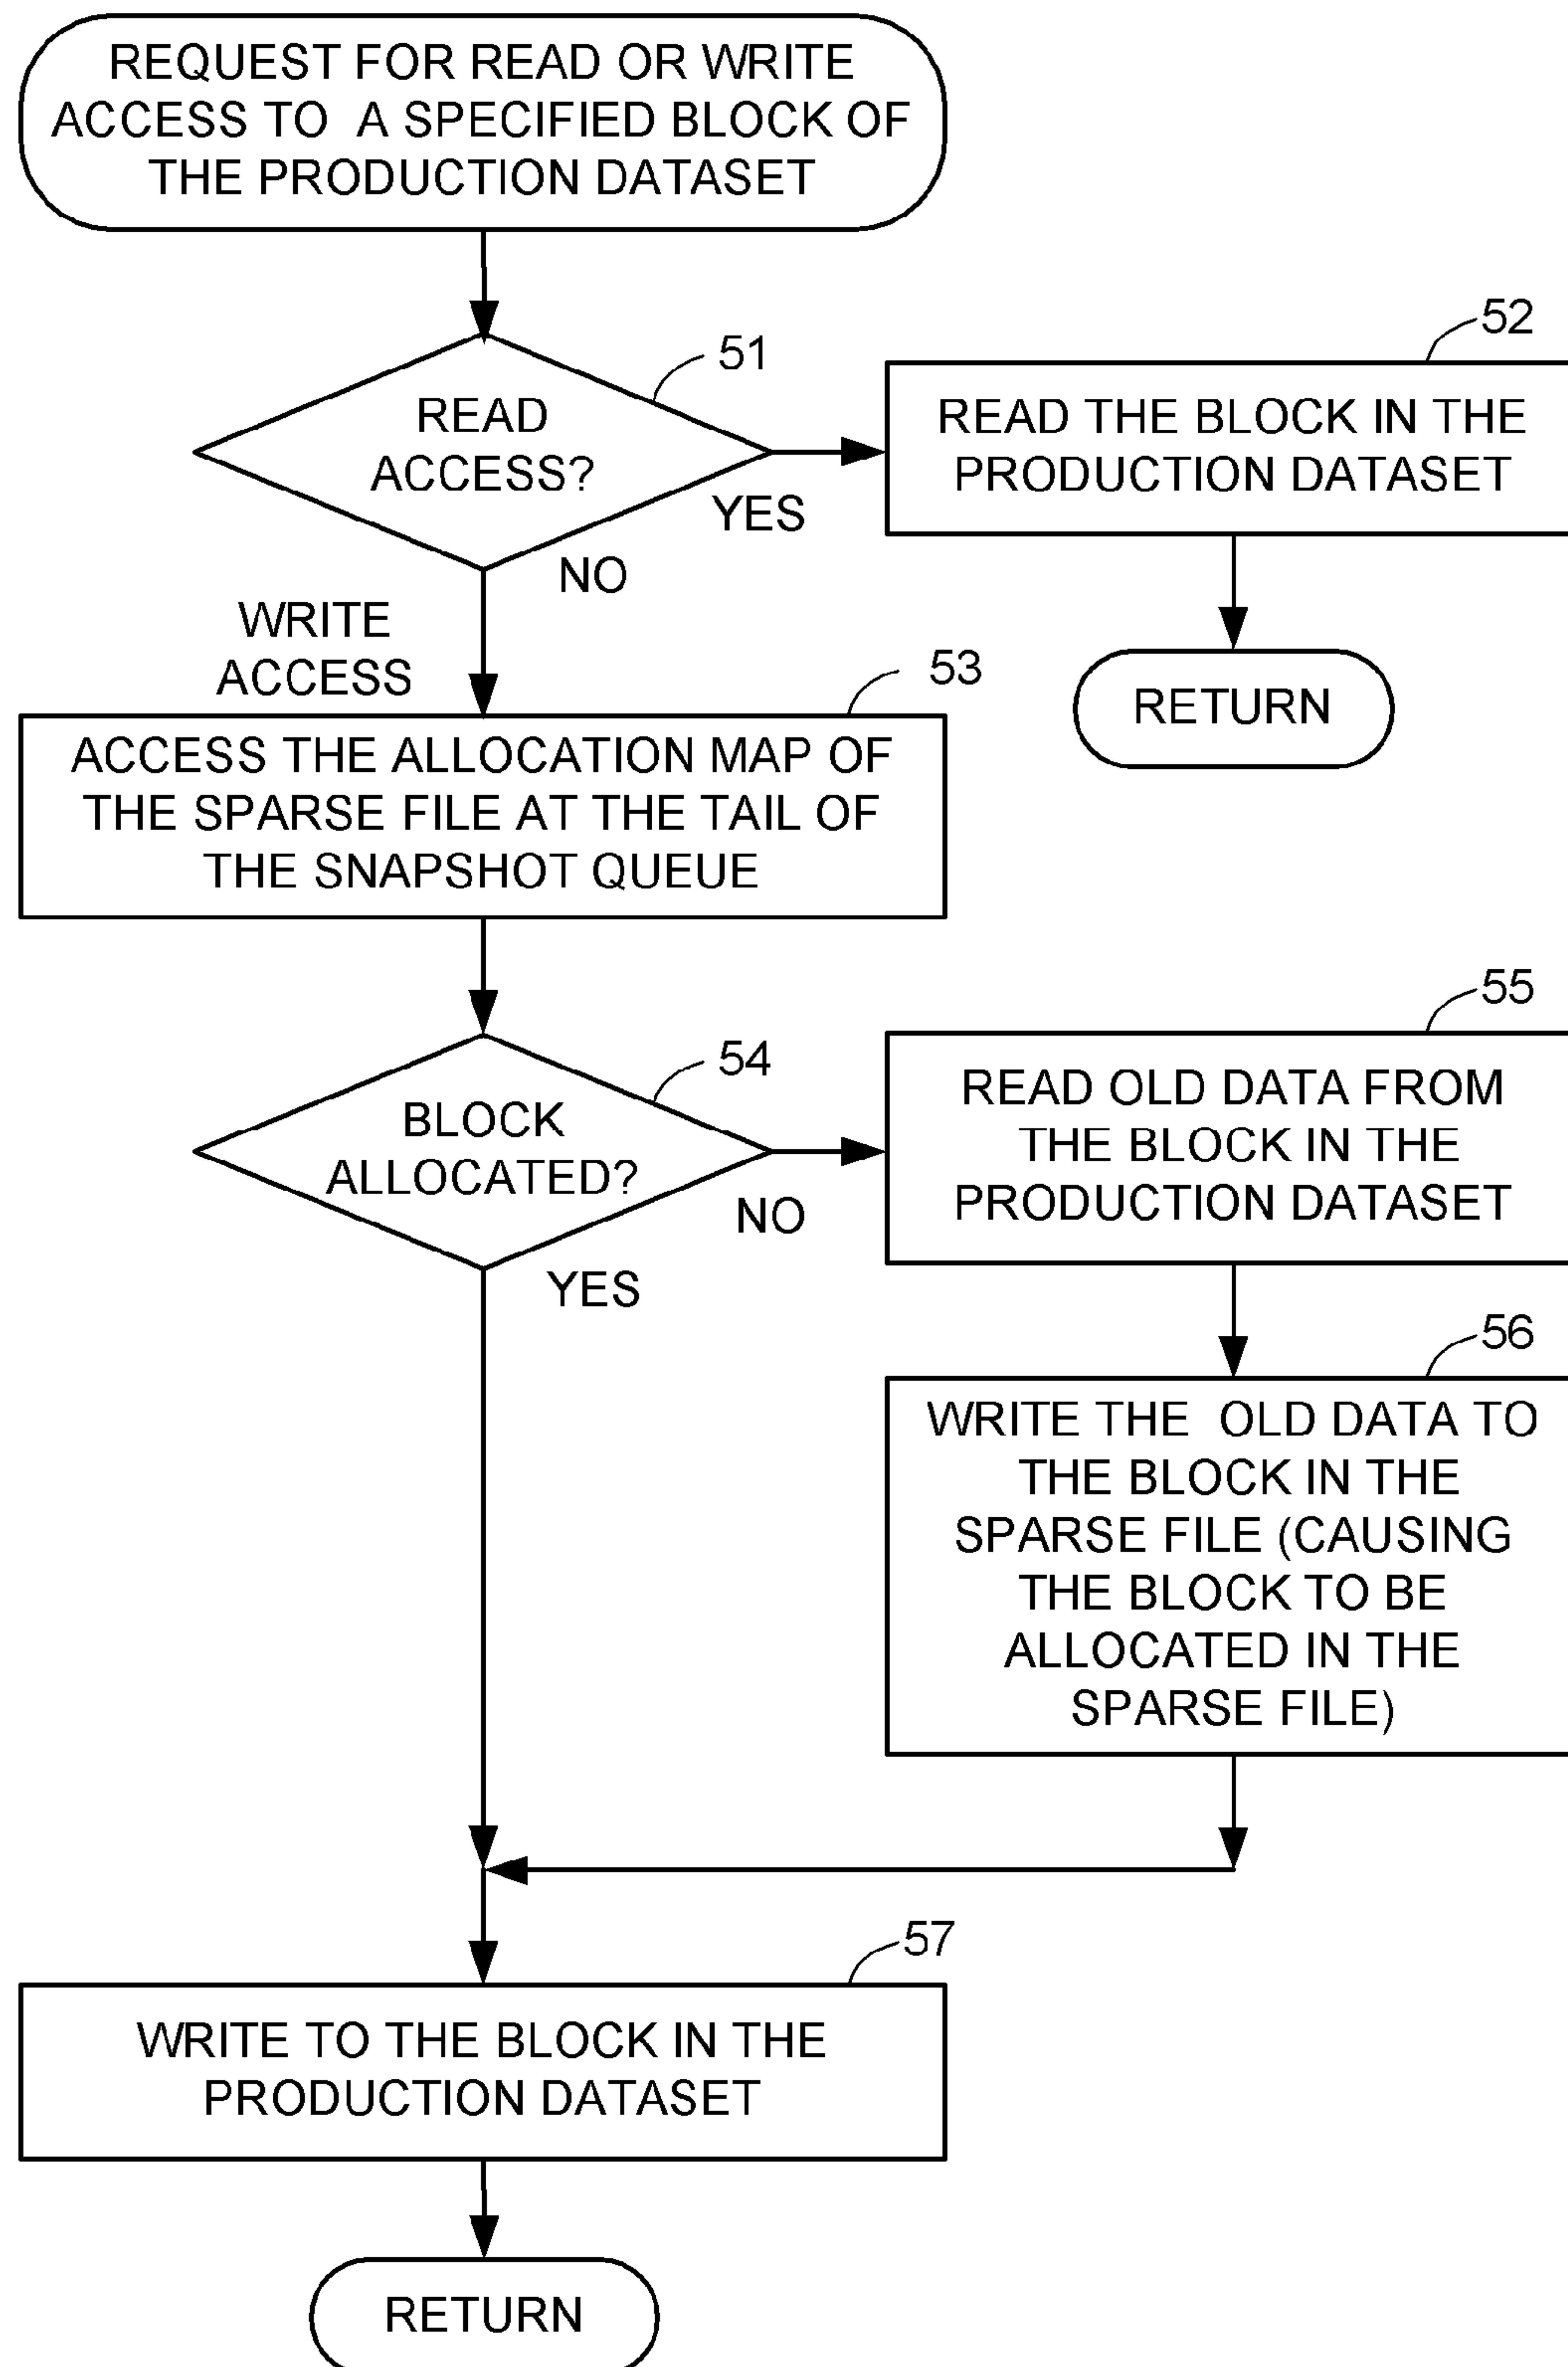 REQUEST FOR READ OR WRITE
ACCESS TO A SPECIFIED BLOCK OF
THE PRODUCTION DATASET
51
READ
ACCESS?
YES
NO
52
READ THE BLOCK IN THE
PRODUCTION DATASET
RETURN
WRITE
ACCESS
53
ACCESS THE ALLOCATION MAP OF
THE SPARSE FILE AT THE TAIL OF
THE SNAPSHOT QUEUE
54
BLOCK
ALLOCATED?
NO
YES
55
READ OLD DATA FROM
THE BLOCK IN THE
PRODUCTION DATASET
56
WRITE THE OLD DATA TO
THE BLOCK IN THE
SPARSE FILE (CAUSING
THE BLOCK TO BE
ALLOCATED IN THE
SPARSE FILE)
57
WRITE TO THE BLOCK IN THE
PRODUCTION DATASET
RETURN